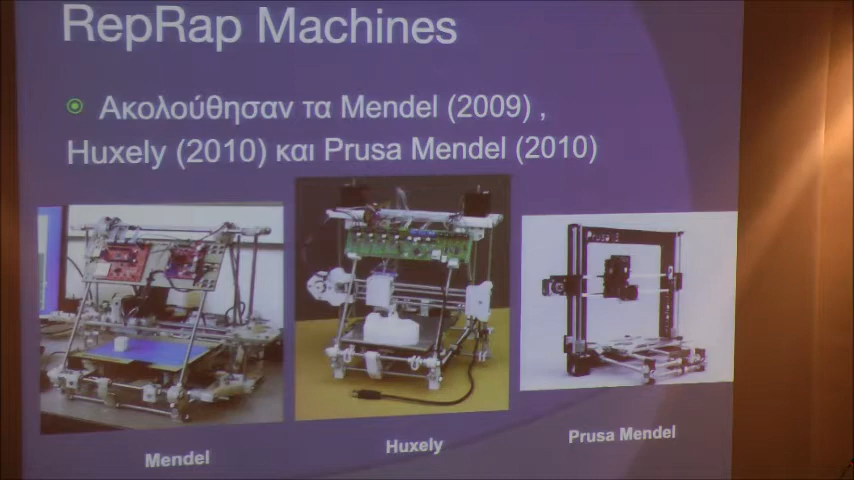 RepRap Machines
Ακολούθησαν τα Mendel (2009) ,
Huxely (2010) και Prusa Mendel (2010)
Mendel
Huxely
Prusa Mendel